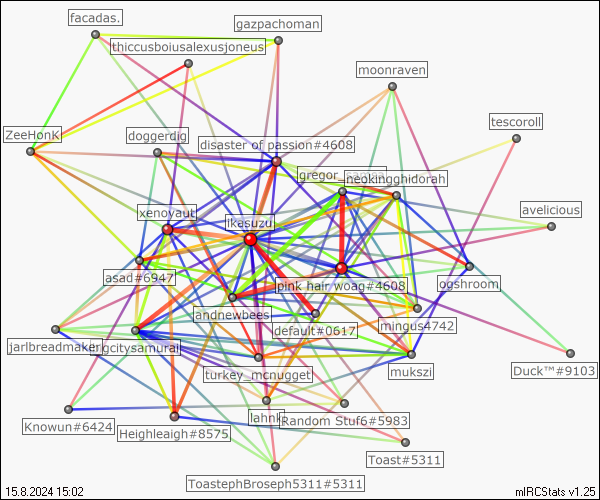 facadas.
gazpachoman
thiccusboiusalexusjoneus
moonraven
tescoroll
ZeeHonK
doggerdig
disaster of passion#4608
gregor_
neokingghidorah
xenoyaut
ikesuzu
avelicious
asad#6947
pink hair woag#4608
ogshroom
landnewbees
default#0617
mingus4742
jarlbreadmaker
gcitysamurai
turkey_mcnugget
mukszi
Duck™#9103
Knowun#6424
Heighleaigh#8575
lahnk
Random Stuf6#5983
Toast#5311
ToastephBroseph5311#5311
15.8.2024 15:02
mIRCStats v1.25